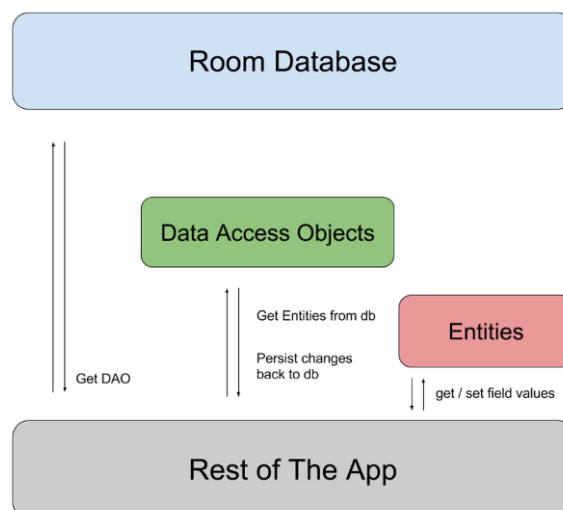 Room Database
Data Access Objects
Get Entities from db
Persist changes
back to db
Entities
Get DAO
get / set field values
Rest of The App